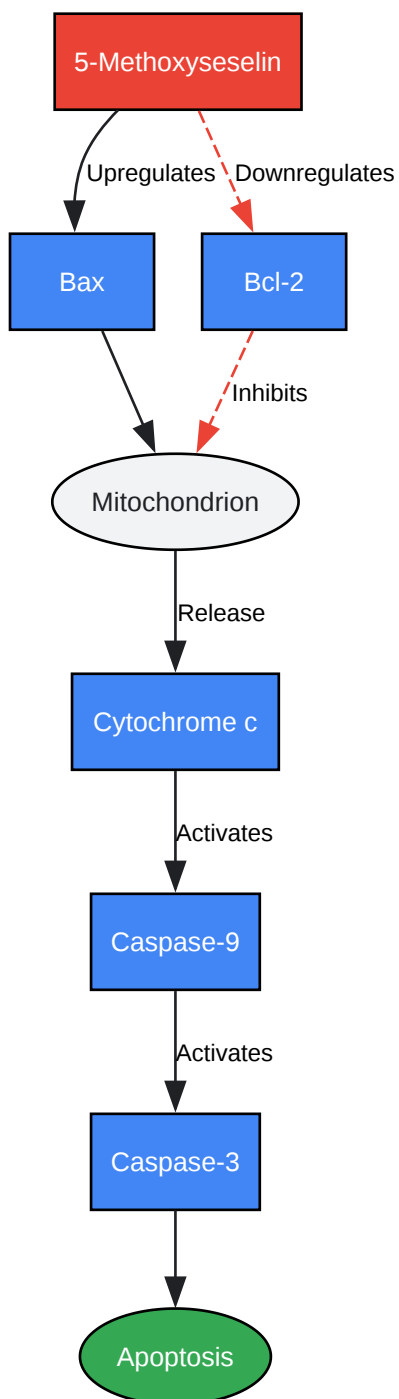 5-Methoxyseselin
Upregulates
Downregulates
Bax
Bcl-2
Inhibits
Mitochondrion
Release
Cytochrome c
Activates
Caspase-9
Activates
Caspase-3
Apoptosis